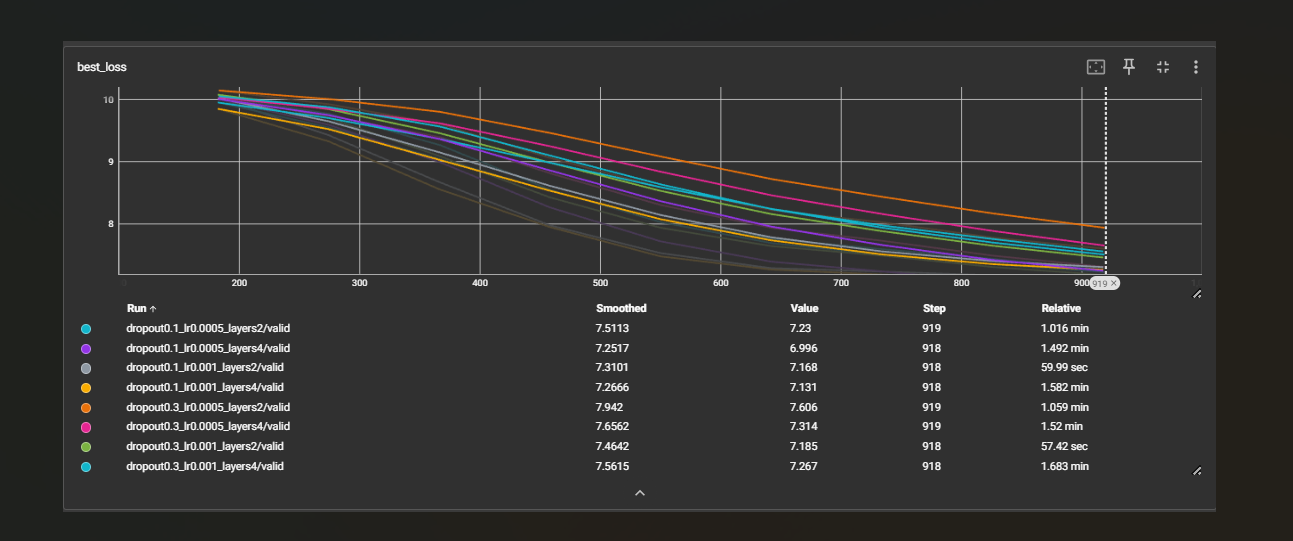 best_loss
10
9
8
0 200 300 400 500 600 700 800 900 919 ×
Run ↑ Smoothed Value Step Relative
dropout0.1_lr0.0005_layers2/valid 7.5113 7.23 919 1.016 min
dropout0.1_lr0.0005_layers4/valid 7.2517 6.996 918 1.492 min
dropout0.1_lr0.001_layers2/valid 7.3101 7.168 918 59.99 sec
dropout0.1_lr0.001_layers4/valid 7.2666 7.131 918 1.582 min
dropout0.3_lr0.0005_layers2/valid 7.942 7.606 919 1.059 min
dropout0.3_lr0.0005_layers4/valid 7.6562 7.314 919 1.52 min
dropout0.3_lr0.001_layers2/valid 7.4642 7.185 918 57.42 sec
dropout0.3_lr0.001_layers4/valid 7.5615 7.267 918 1.683 min